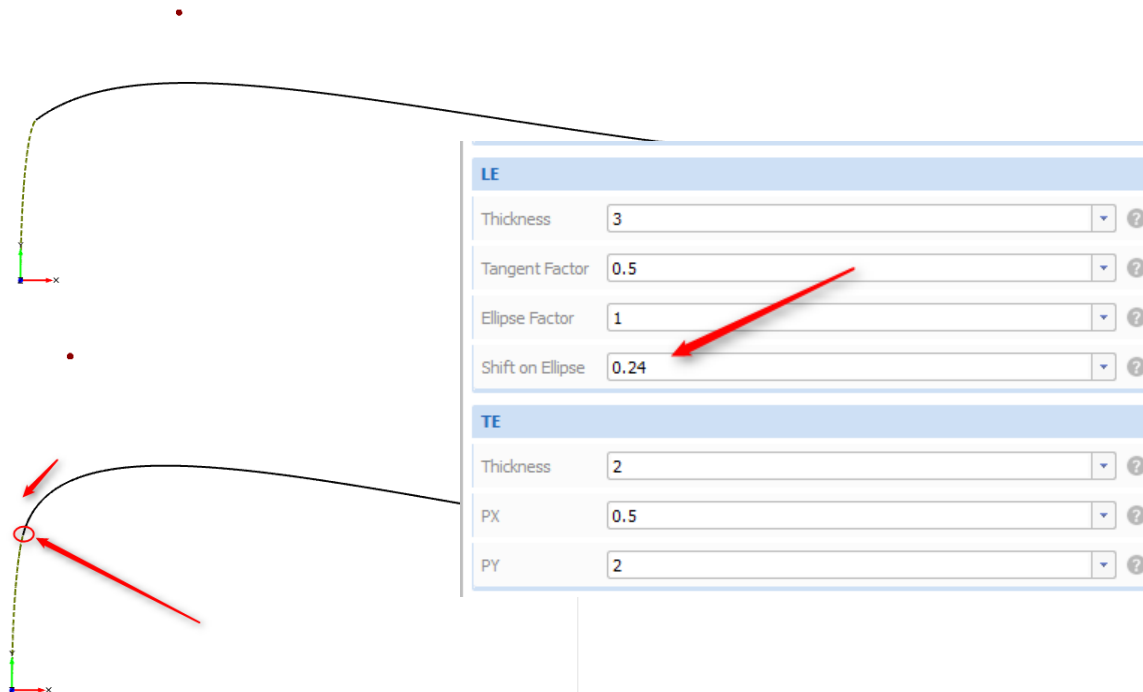 Y
X
LE
Thickness 3
Tangent Factor 0.5
Ellipse Factor 1
Shift on Ellipse 0.24
TE
Thickness 2
PX 0.5
PY 2
X